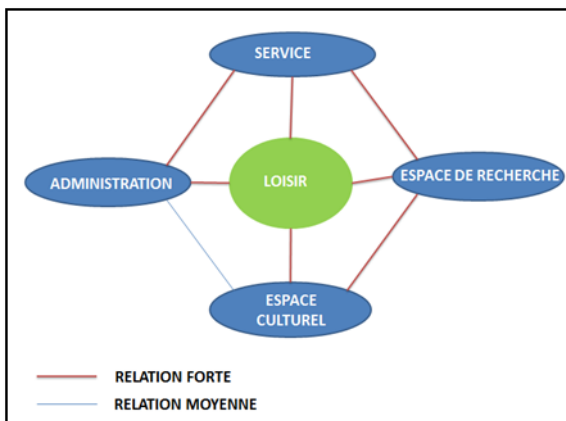 SERVICE
ADMINISTRATION
LOISIR
ESPACE DE RECHERCHE
ESPACE
CULTUREL
RELATION FORTE
RELATION MOYENNE